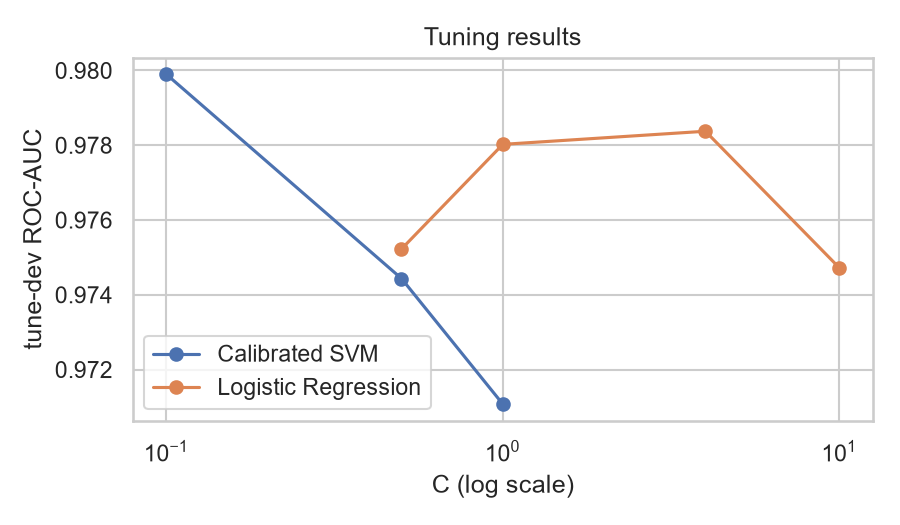 Tuning results
tune-dev ROC-AUC
0.980
0.978
0.976
0.974
0.972
Calibrated SVM
Logistic Regression
10⁻¹
10⁰
10¹
C (log scale)